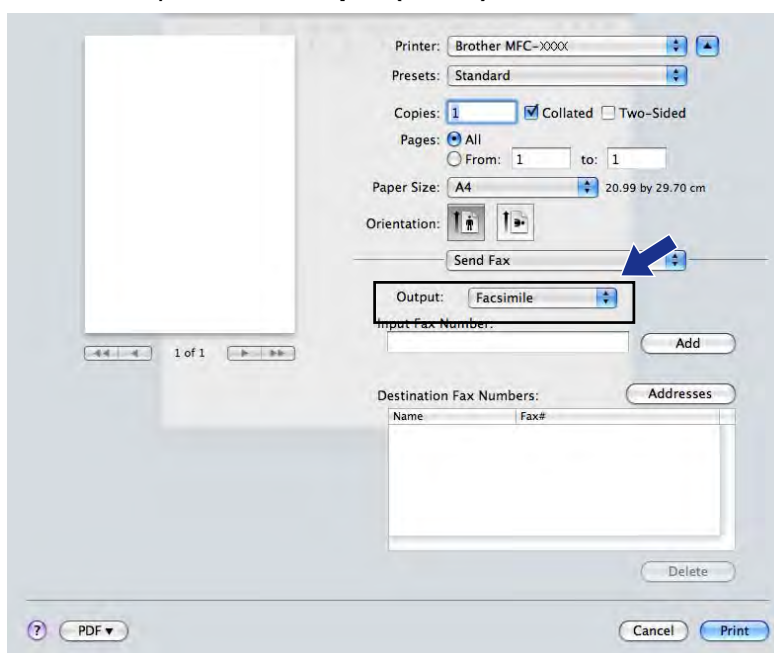 Printer: Brother MFC-XXXX
Presets: Standard
Copies: 1 Collated Two-Sided
Pages: All
From: 1 to: 1
Paper Size: A4 20.99 by 29.70 cm
Orientation:
Send Fax
Output: Facsimile
Input Fax Number:
Add
1 of 1
Destination Fax Numbers: Addresses
Name Fax#
Delete
? PDF Cancel Print